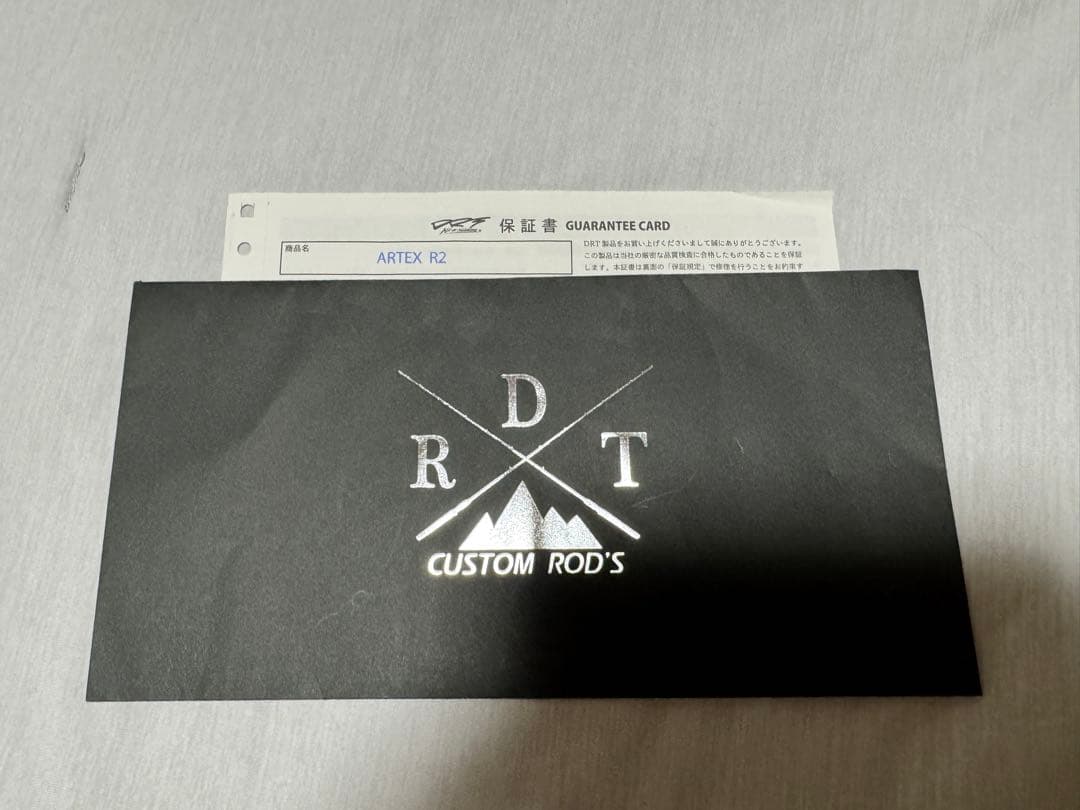 DRT 保証書 GUARANTEE CARD
商品名
ARTEX R2
DRT製品をお買い上げくださいまして誠にありがとうございます。
この製品は当社の厳密な品質検査に合格したものであることを保証
します。本証書は裏面の「保証規定」で修理を行うことをお約束す
D
R T
CUSTOM ROD'S